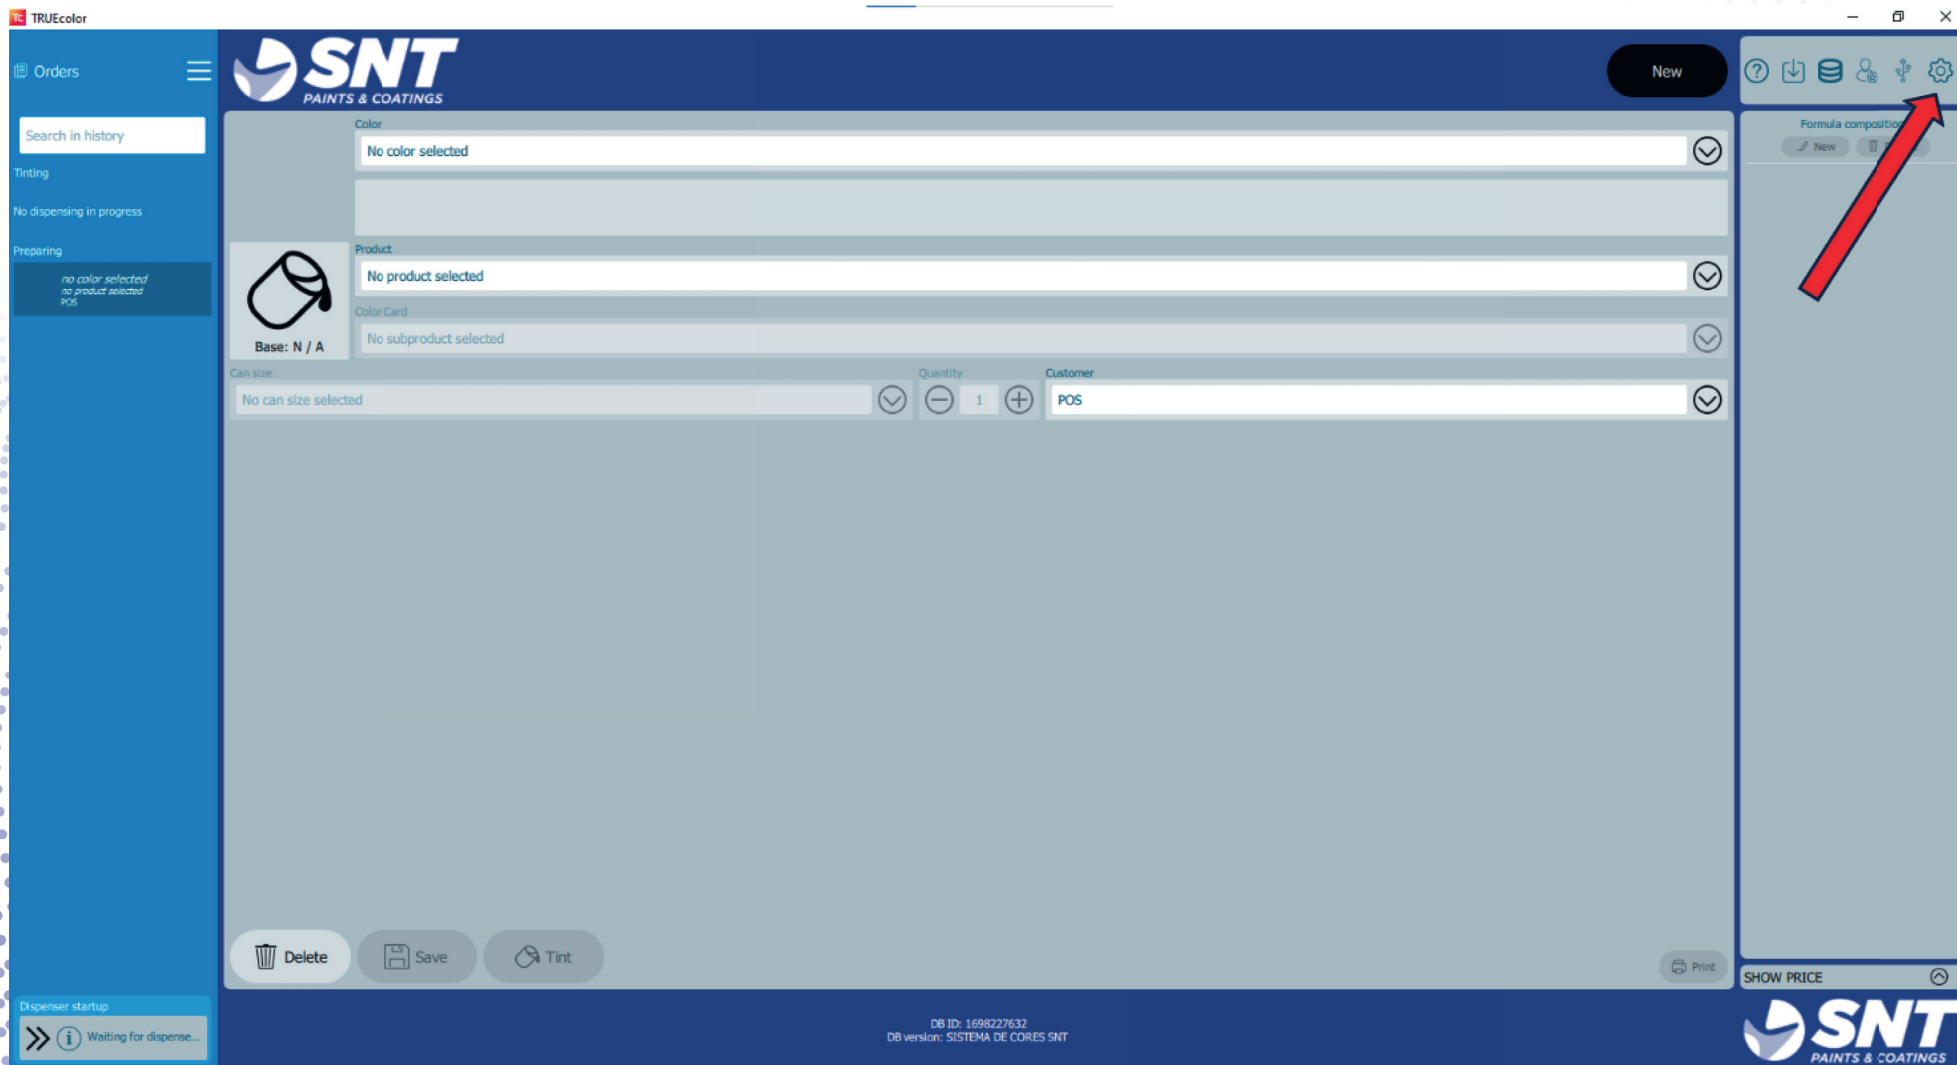 TC TRUEcolor
Orders
SNT
PAINTS & COATINGS
New
Search in history
Tinting
No dispensing in progress
Preparing
no color selected
no product selected
POS
Color
No color selected
Product
No product selected
Color Card
No subproduct selected
Base: N / A
Can size
No can size selected
Quantity
1
Customer
POS
Formula composition
New
Delete
Save
Tint
Print
SHOW PRICE
Dispenser startup
Waiting for dispense...
DB ID: 1698227632
DB version: SISTEMA DE CORES SNT
SNT
PAINTS & COATINGS